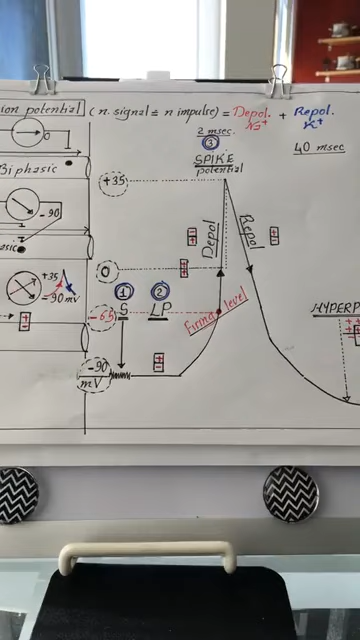 ion potential ( n. signal = n impulse) = Depol. + Repol.
Na+ K+
2 msec. 40 msec
3
SPIKE
potential
0
Biphasic
+35
-90
Depol
Repol
0
+35
-90 mV
1 2
S LP
-65
Firing level
HYPERP
-90
mV